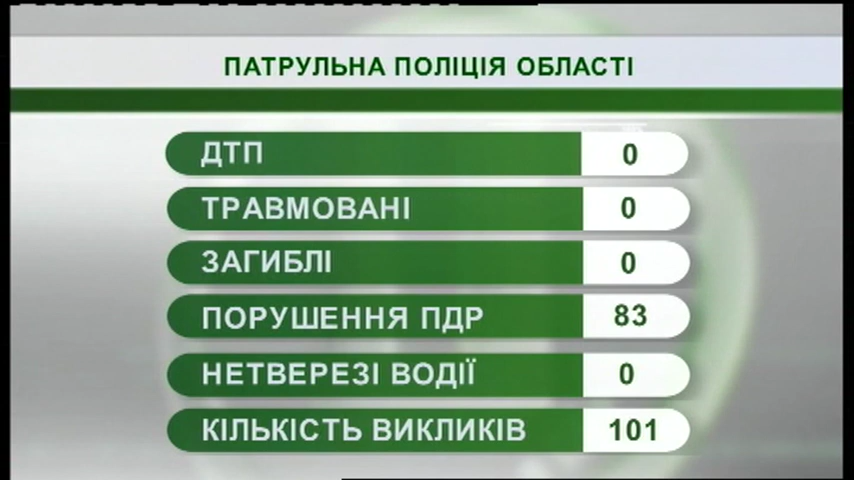 ПАТРУЛЬНА ПОЛІЦІЯ ОБЛАСТІ
ДТП 0
ТРАВМОВАНІ 0
ЗАГИБЛІ 0
ПОРУШЕННЯ ПДР 83
НЕТВЕРЕЗІ ВОДІЇ 0
КІЛЬКІСТЬ ВИКЛИКІВ 101